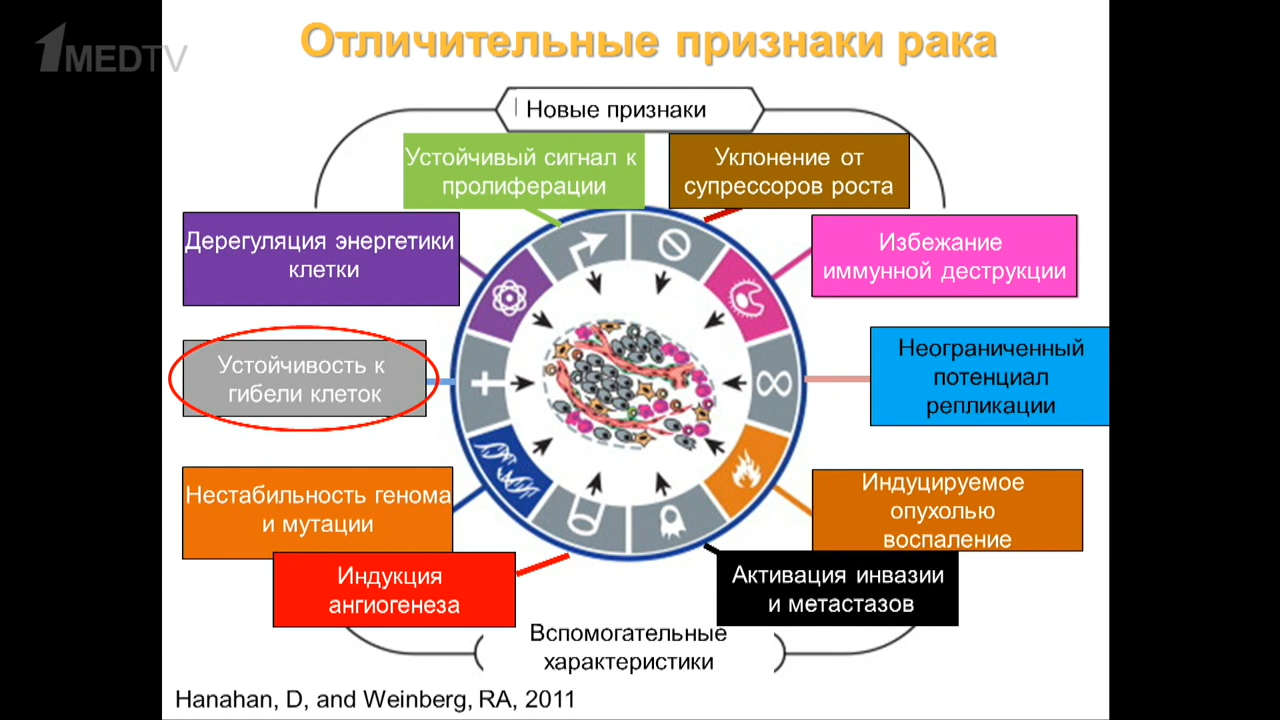 1MEDTV
Отличительные признаки рака
Новые признаки
Устойчивый сигнал к
пролиферации
Уклонение от
супрессоров роста
Дерегуляция энергетики
клетки
Избежание
иммунной деструкции
Устойчивость к
гибели клеток
Неограниченный
потенциал
репликации
Нестабильность генома
и мутации
Индуцируемое
опухолью
воспаление
Индукция
ангиогенеза
Активация инвазии
и метастазов
Вспомогательные
характеристики
Hanahan, D, and Weinberg, RA, 2011